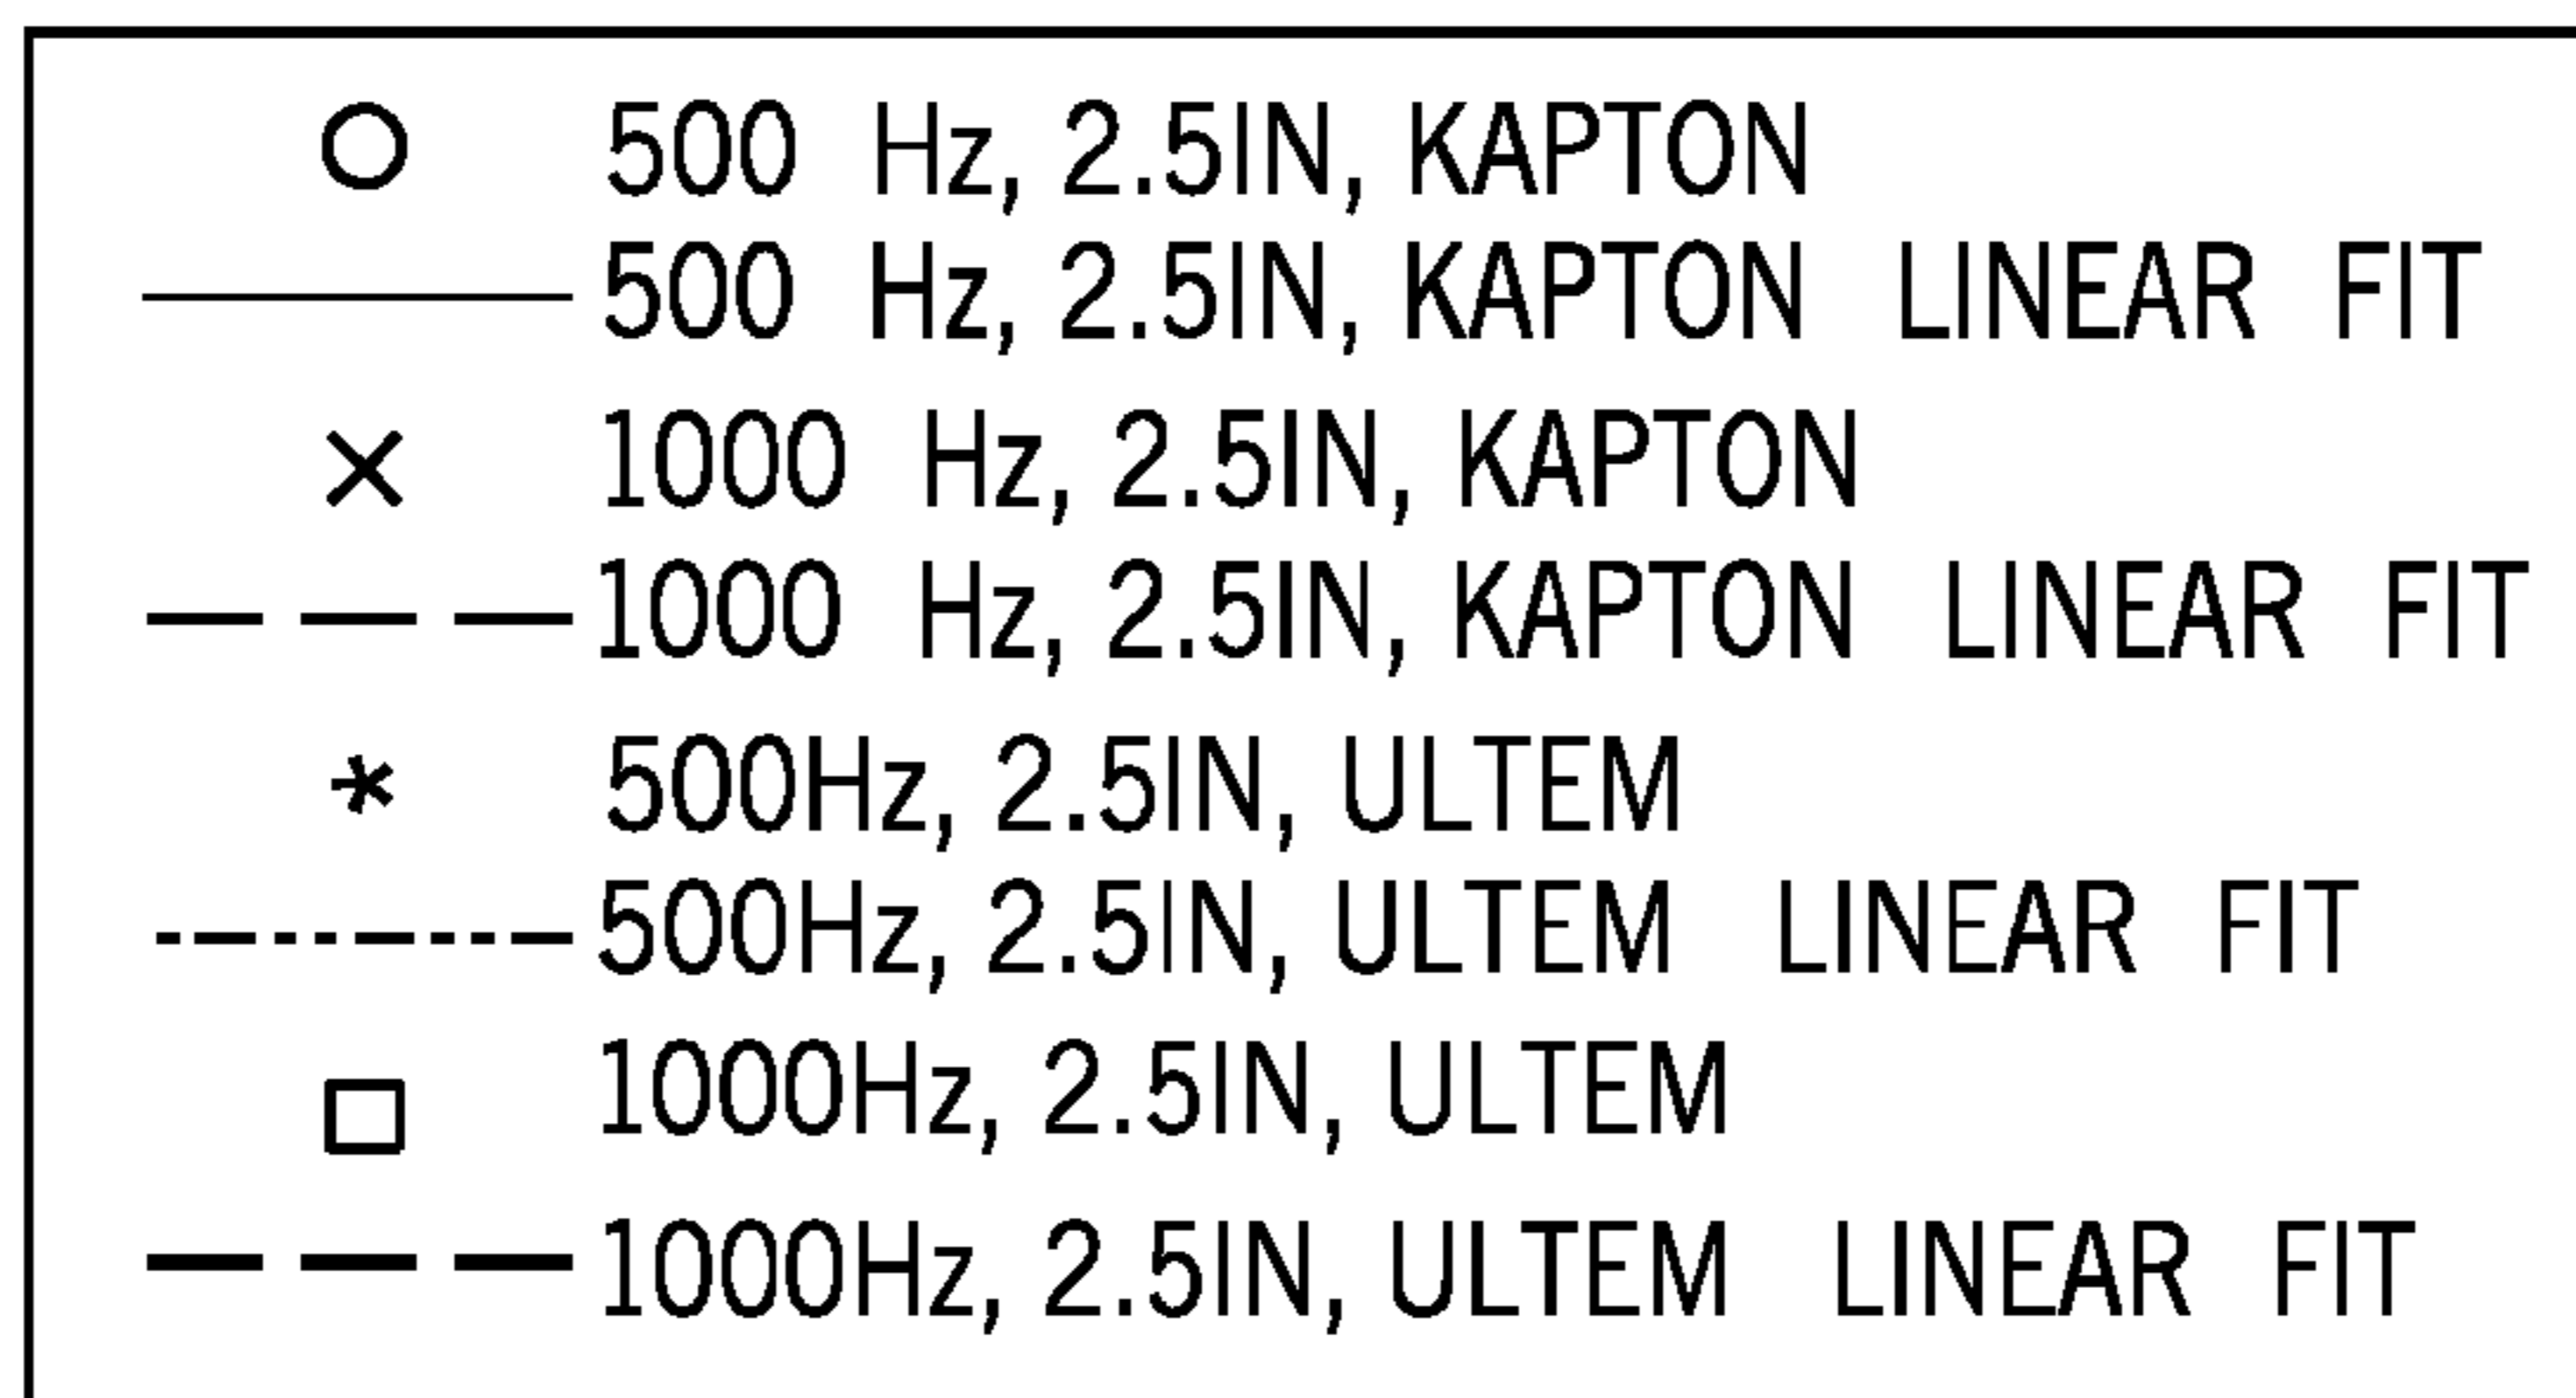 500 Hz, 2.5IN, KAPTON
500 Hz, 2.5IN, KAPTON LINEAR FIT
1000 Hz, 2.5IN, KAPTON
1000 Hz, 2.5IN, KAPTON LINEAR FIT
500Hz, 2.5IN, ULTEM
500Hz, 2.5IN, ULTEM LINEAR FIT
1000Hz, 2.5IN, ULTEM
1000Hz, 2.5IN, ULTEM LINEAR FIT